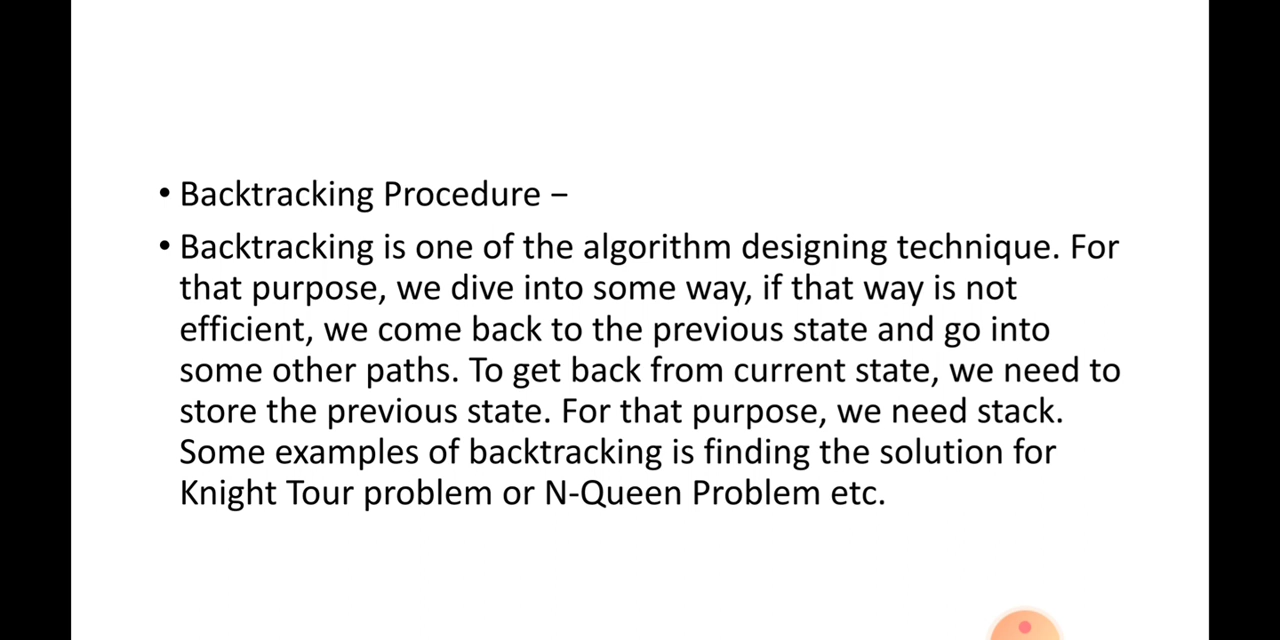 • Backtracking Procedure −
• Backtracking is one of the algorithm designing technique. For
that purpose, we dive into some way, if that way is not
efficient, we come back to the previous state and go into
some other paths. To get back from current state, we need to
store the previous state. For that purpose, we need stack.
Some examples of backtracking is finding the solution for
Knight Tour problem or N-Queen Problem etc.